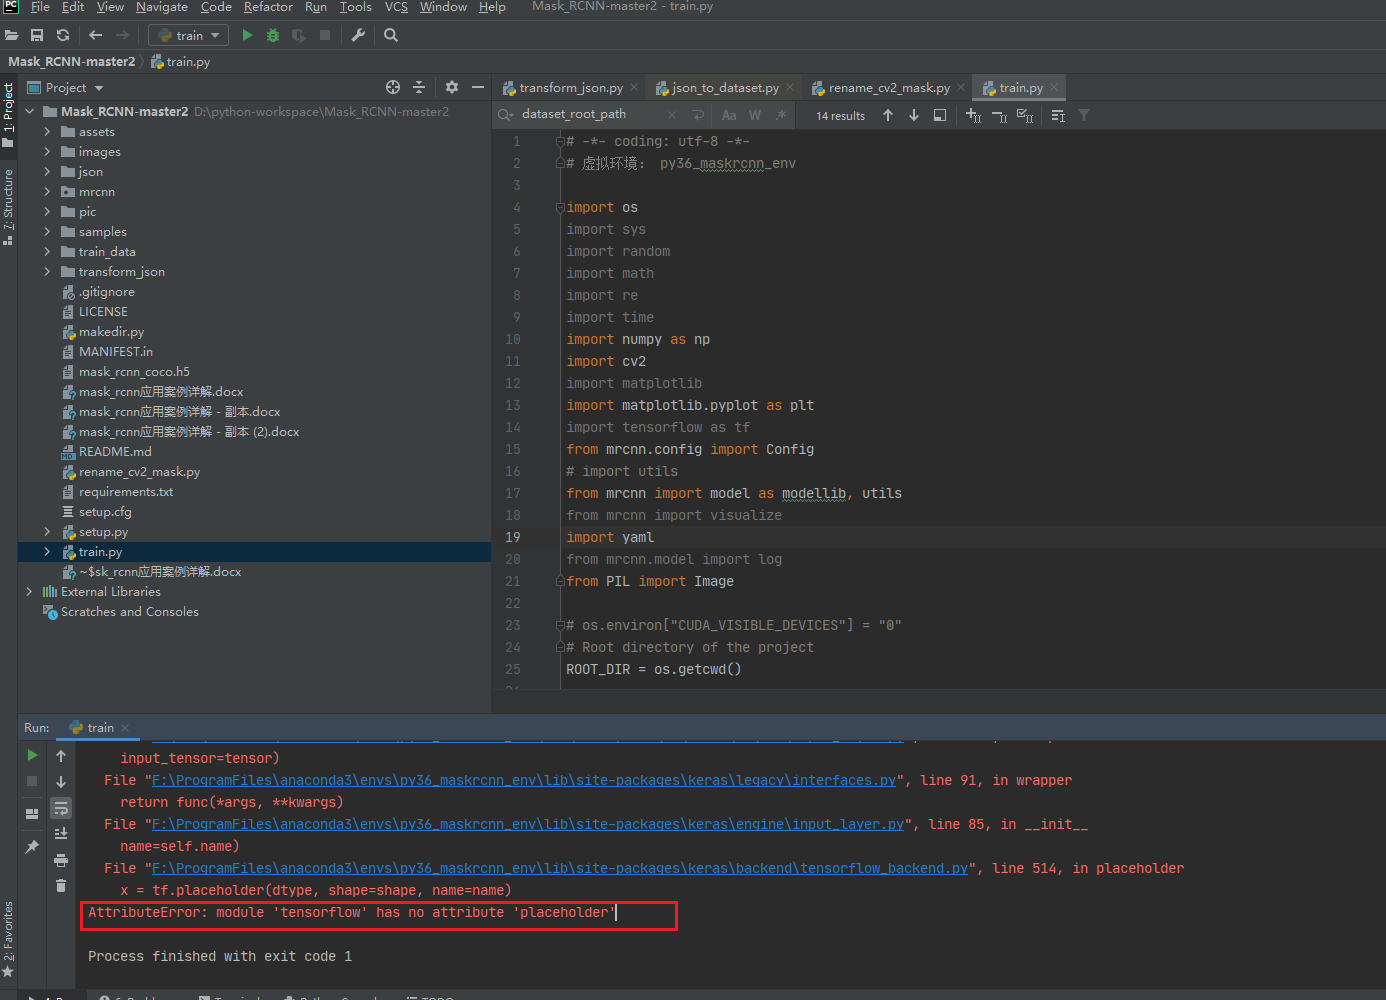 PC File Edit View Navigate Code Refactor Run Tools VCS Window Help Mask_RCNN-master2 - train.py
train
Mask_RCNN-master2 train.py
1: Project
7: Structure
2: Favorites
Project
Mask_RCNN-master2 D:\python-workspace\Mask_RCNN-master2
assets
images
json
mrcnn
pic
samples
train_data
transform_json
.gitignore
LICENSE
makedir.py
MANIFEST.in
mask_rcnn_coco.h5
mask_rcnn应用案例详解.docx
mask_rcnn应用案例详解 - 副本.docx
mask_rcnn应用案例详解 - 副本 (2).docx
README.md
rename_cv2_mask.py
requirements.txt
setup.cfg
setup.py
train.py
~$sk_rcnn应用案例详解.docx
External Libraries
Scratches and Consoles
transform_json.py json_to_dataset.py rename_cv2_mask.py train.py
dataset_root_path Aa W .* 14 results
1 # -*- coding: utf-8 -*-
2 # 虚拟环境： py36_maskrcnn_env
3
4 import os
5 import sys
6 import random
7 import math
8 import re
9 import time
10 import numpy as np
11 import cv2
12 import matplotlib
13 import matplotlib.pyplot as plt
14 import tensorflow as tf
15 from mrcnn.config import Config
16 # import utils
17 from mrcnn import model as modellib, utils
18 from mrcnn import visualize
19 import yaml
20 from mrcnn.model import log
21 from PIL import Image
22
23 # os.environ["CUDA_VISIBLE_DEVICES"] = "0"
24 # Root directory of the project
25 ROOT_DIR = os.getcwd()
Run: train
input_tensor=tensor)
File "F:\ProgramFiles\anaconda3\envs\py36_maskrcnn_env\lib\site-packages\keras\legacy\interfaces.py", line 91, in wrapper
return func(*args, **kwargs)
File "F:\ProgramFiles\anaconda3\envs\py36_maskrcnn_env\lib\site-packages\keras\engine\input_layer.py", line 85, in __init__
name=self.name)
File "F:\ProgramFiles\anaconda3\envs\py36_maskrcnn_env\lib\site-packages\keras\backend\tensorflow_backend.py", line 514, in placeholder
x = tf.placeholder(dtype, shape=shape, name=name)
AttributeError: module 'tensorflow' has no attribute 'placeholder'
Process finished with exit code 1